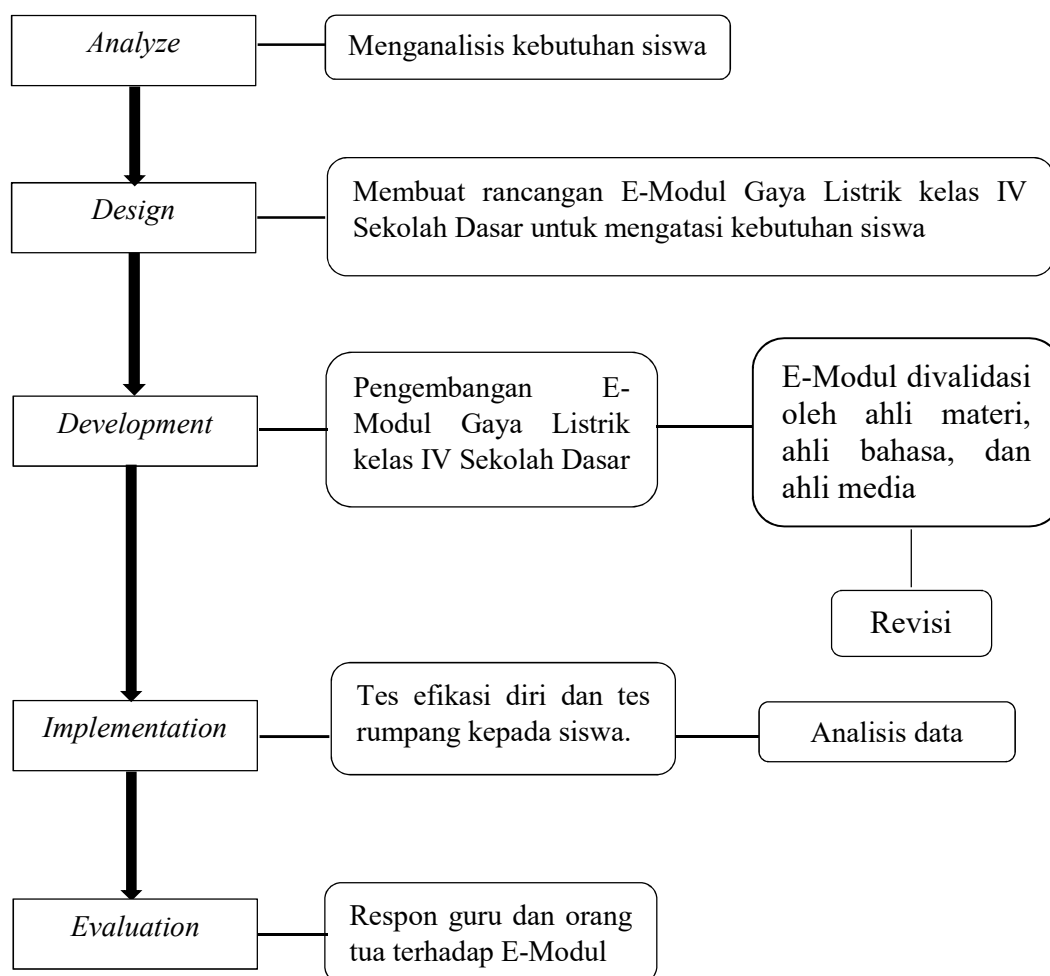 Analyze
Menganalisis kebutuhan siswa
Design
Membuat rancangan E-Modul Gaya Listrik kelas IV
Sekolah Dasar untuk mengatasi kebutuhan siswa
Development
Pengembangan E-
Modul Gaya Listrik
kelas IV Sekolah Dasar
E-Modul divalidasi
oleh ahli materi,
ahli bahasa, dan
ahli media
Revisi
Implementation
Tes efikasi diri dan tes
rumpang kepada siswa.
Analisis data
Evaluation
Respon guru dan orang
tua terhadap E-Modul